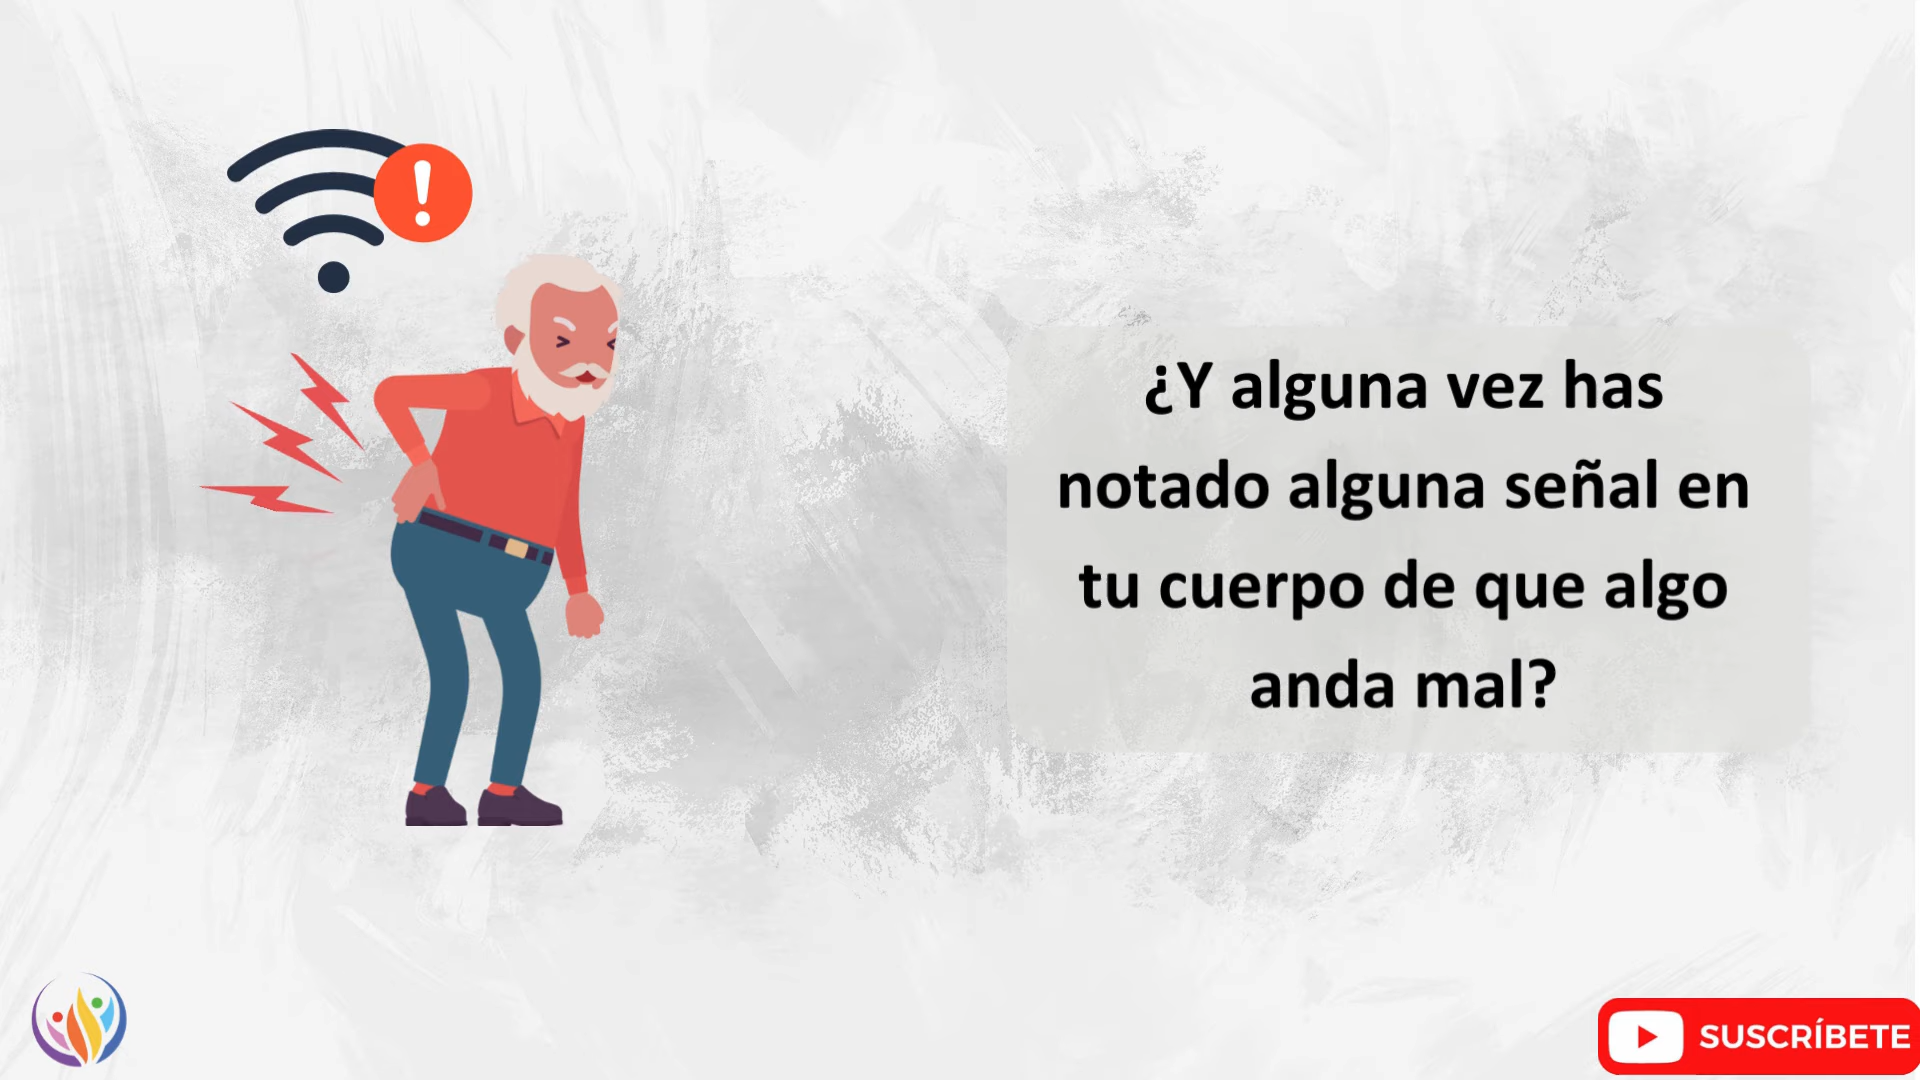 ¿Y alguna vez has
notado alguna señal en
tu cuerpo de que algo
anda mal?
SUSCRÍBETE